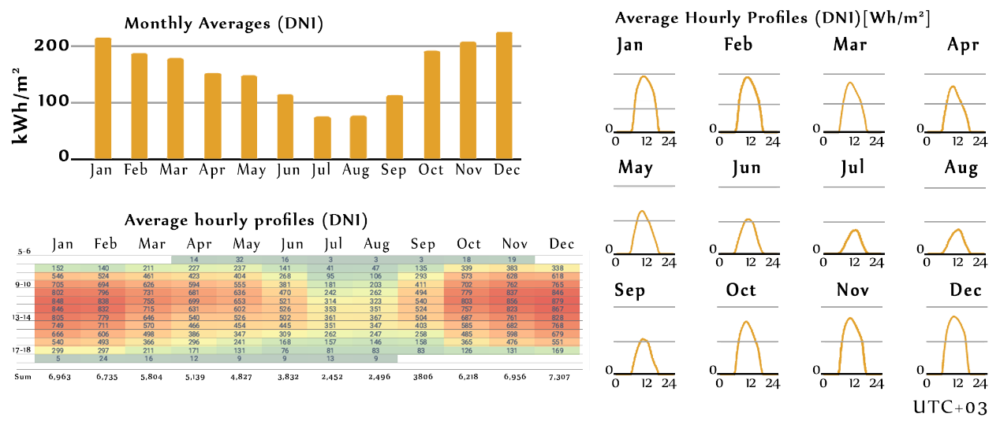 Monthly Averages (DNI)
kWh/m²
200
100
0
Jan Feb Mar Apr May Jun Jul Aug Sep Oct Nov Dec
Average hourly profiles (DNI)
Jan Feb Mar Apr May Jun Jul Aug Sep Oct Nov Dec
5-6
14 32 16 3 3 3 18 19
152 140 211 227 237 141 41 47 135 339 383 338
546 524 461 423 404 268 95 106 293 573 628 618
9-10 705 694 626 594 555 381 181 203 411 702 762 765
802 796 731 681 636 470 242 262 494 779 837 846
848 838 755 699 653 521 314 323 540 803 856 879
846 832 715 631 602 526 353 351 524 757 823 867
13-14 805 779 646 540 526 502 361 367 504 687 761 828
749 711 570 466 454 445 351 347 403 585 682 768
666 606 498 386 347 309 262 247 258 485 598 679
540 493 366 296 241 168 157 146 158 365 476 551
17-18 299 297 211 171 131 76 81 83 83 126 131 169
5 24 16 12 9 9 13 9
Sum 6,963 6,735 5,804 5,139 4,827 3,832 2,452 2,496 3806 6,218 6,956 7,307
Average Hourly Profiles (DNI)[Wh/m²]
Jan Feb Mar Apr
0 0 0 0
0 12 24 0 12 24 0 12 24 0 12 24
May Jun Jul Aug
0 0 0 0
0 12 24 0 12 24 0 12 24 0 12 24
Sep Oct Nov Dec
0 0 0 0
0 12 24 0 12 24 0 12 24 0 12 24
UTC+03